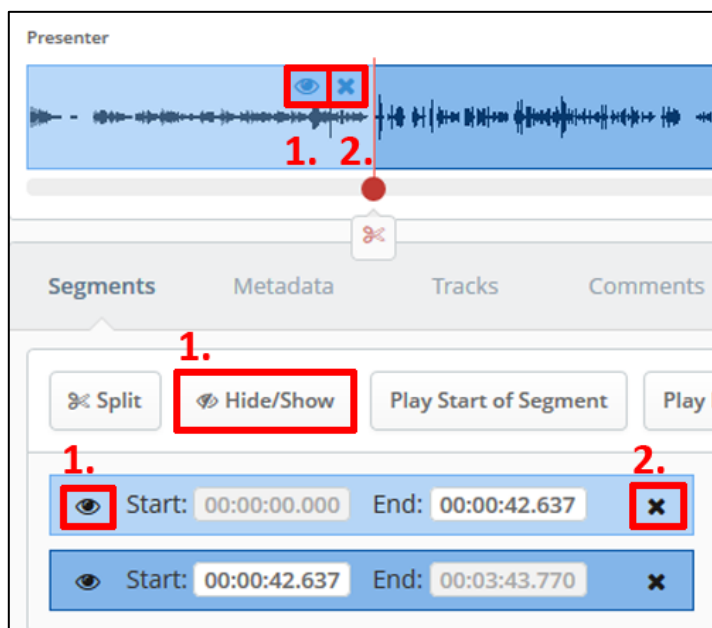 Presenter
1. 2.
Segments Metadata Tracks Comments
1.
Split Hide/Show Play Start of Segment Play
1. 2.
Start: 00:00:00.000 End: 00:00:42.637
Start: 00:00:42.637 End: 00:03:43.770